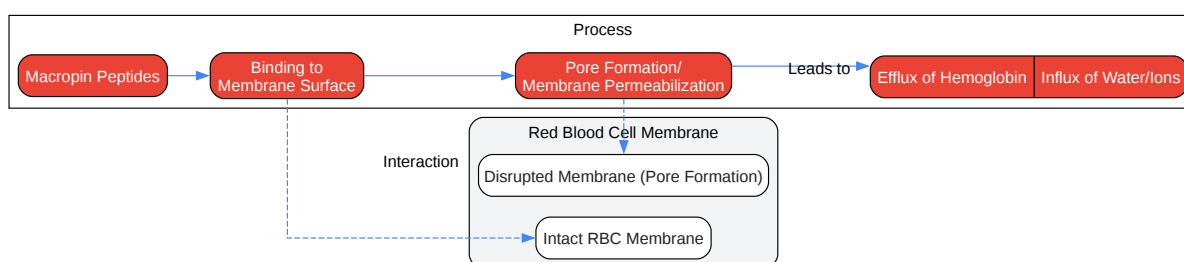 Process
Macropin Peptides
Binding to
Membrane Surface
Pore Formation/
Membrane Permeabilization
Leads to
Efflux of Hemoglobin
Influx of Water/Ions
Red Blood Cell Membrane
Interaction
Disrupted Membrane (Pore Formation)
Intact RBC Membrane